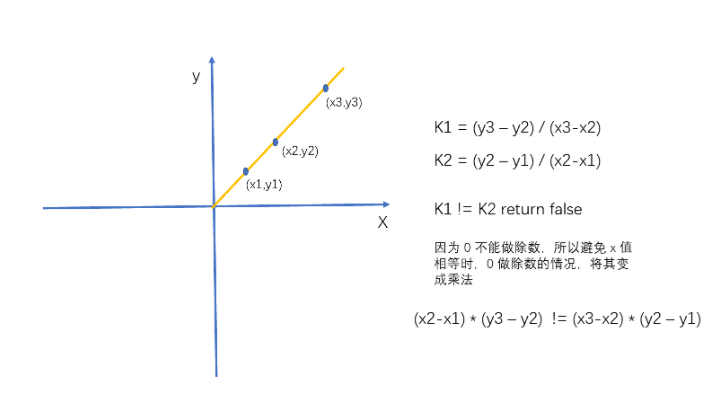 y
(x3,y3)
(x2,y2)
(x1,y1)
X
K1 = (y3 – y2) / (x3-x2)
K2 = (y2 – y1) / (x2-x1)
K1 != K2 return false
因为 0 不能做除数，所以避免 x 值
相等时，0 做除数的情况，将其变
成乘法
(x2-x1) * (y3 – y2)  != (x3-x2) * (y2 – y1)